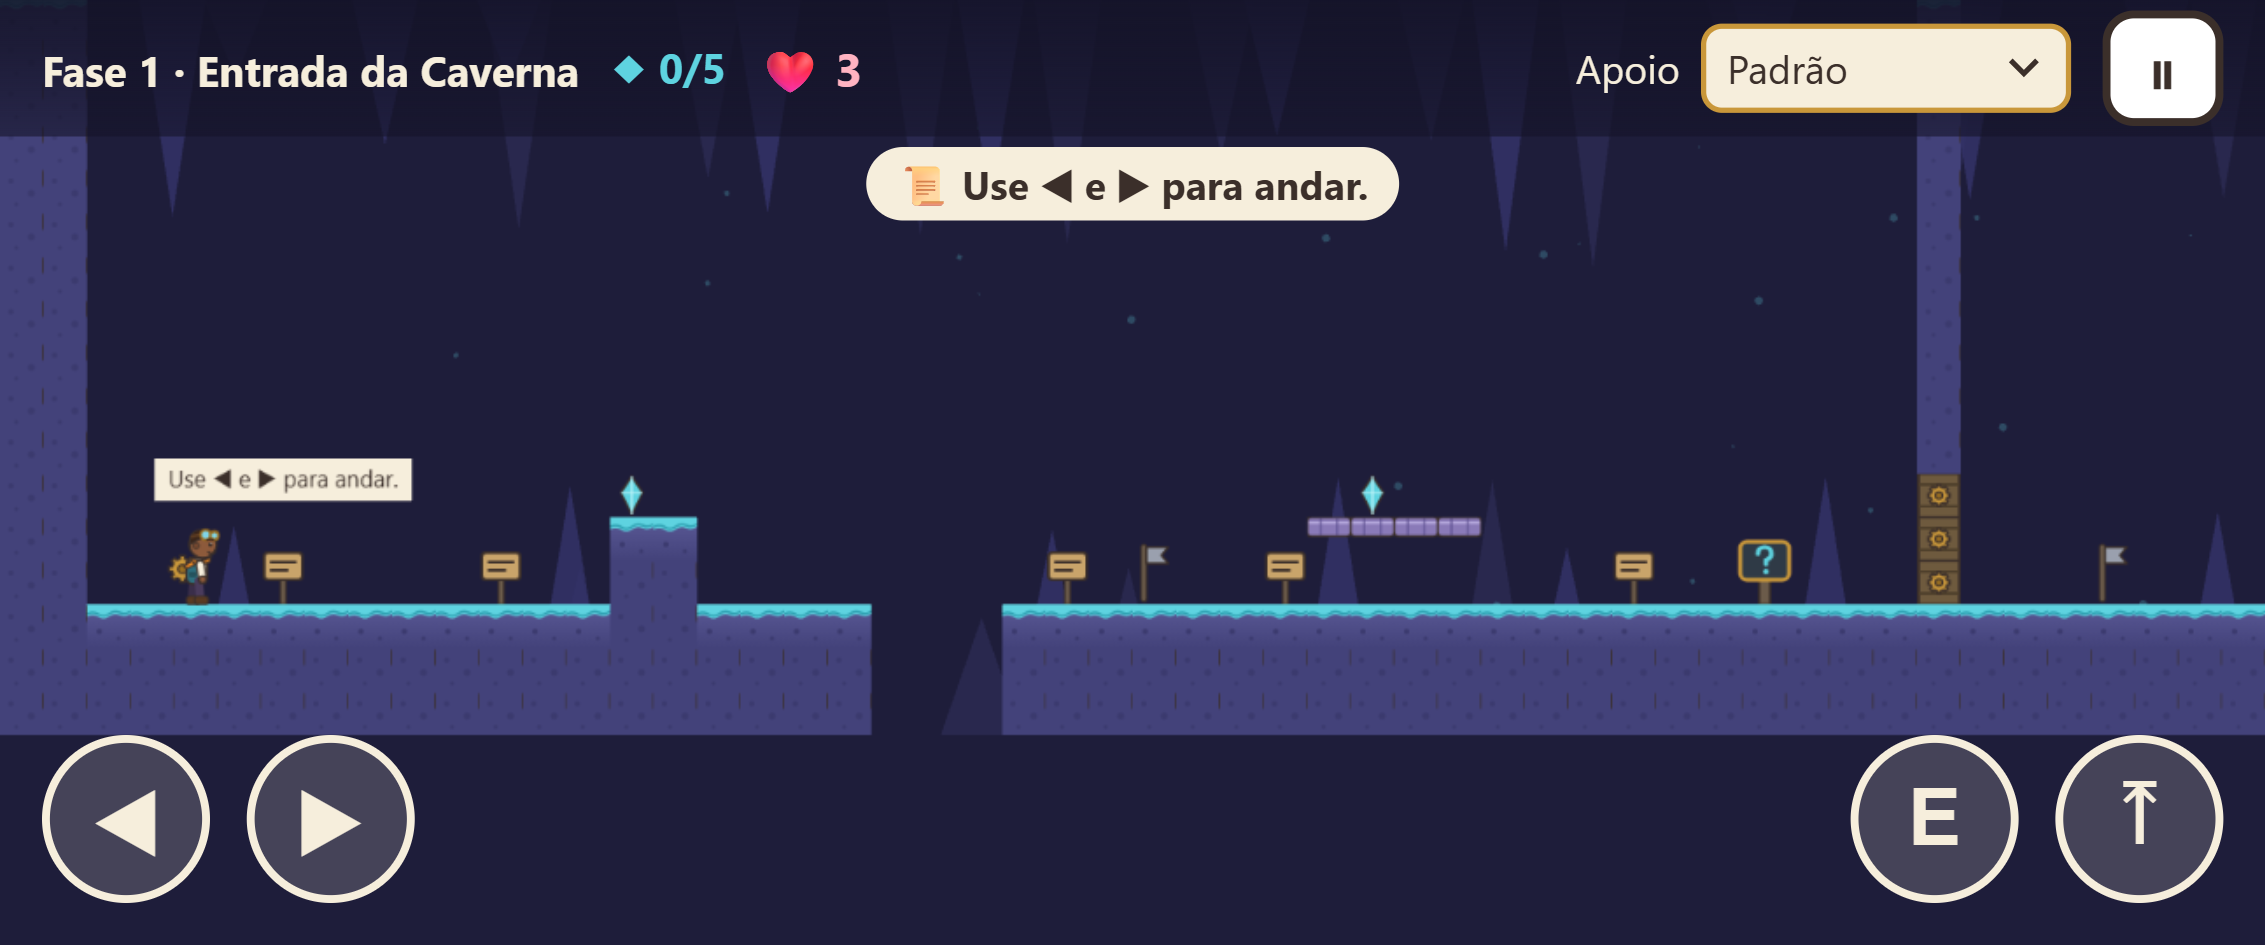 Fase 1 · Entrada da Caverna ◆ 0/5 ❤️ 3 Apoio Padrão
📜 Use ◀ e ▶ para andar.
Use ◀ e ▶ para andar.
?
E